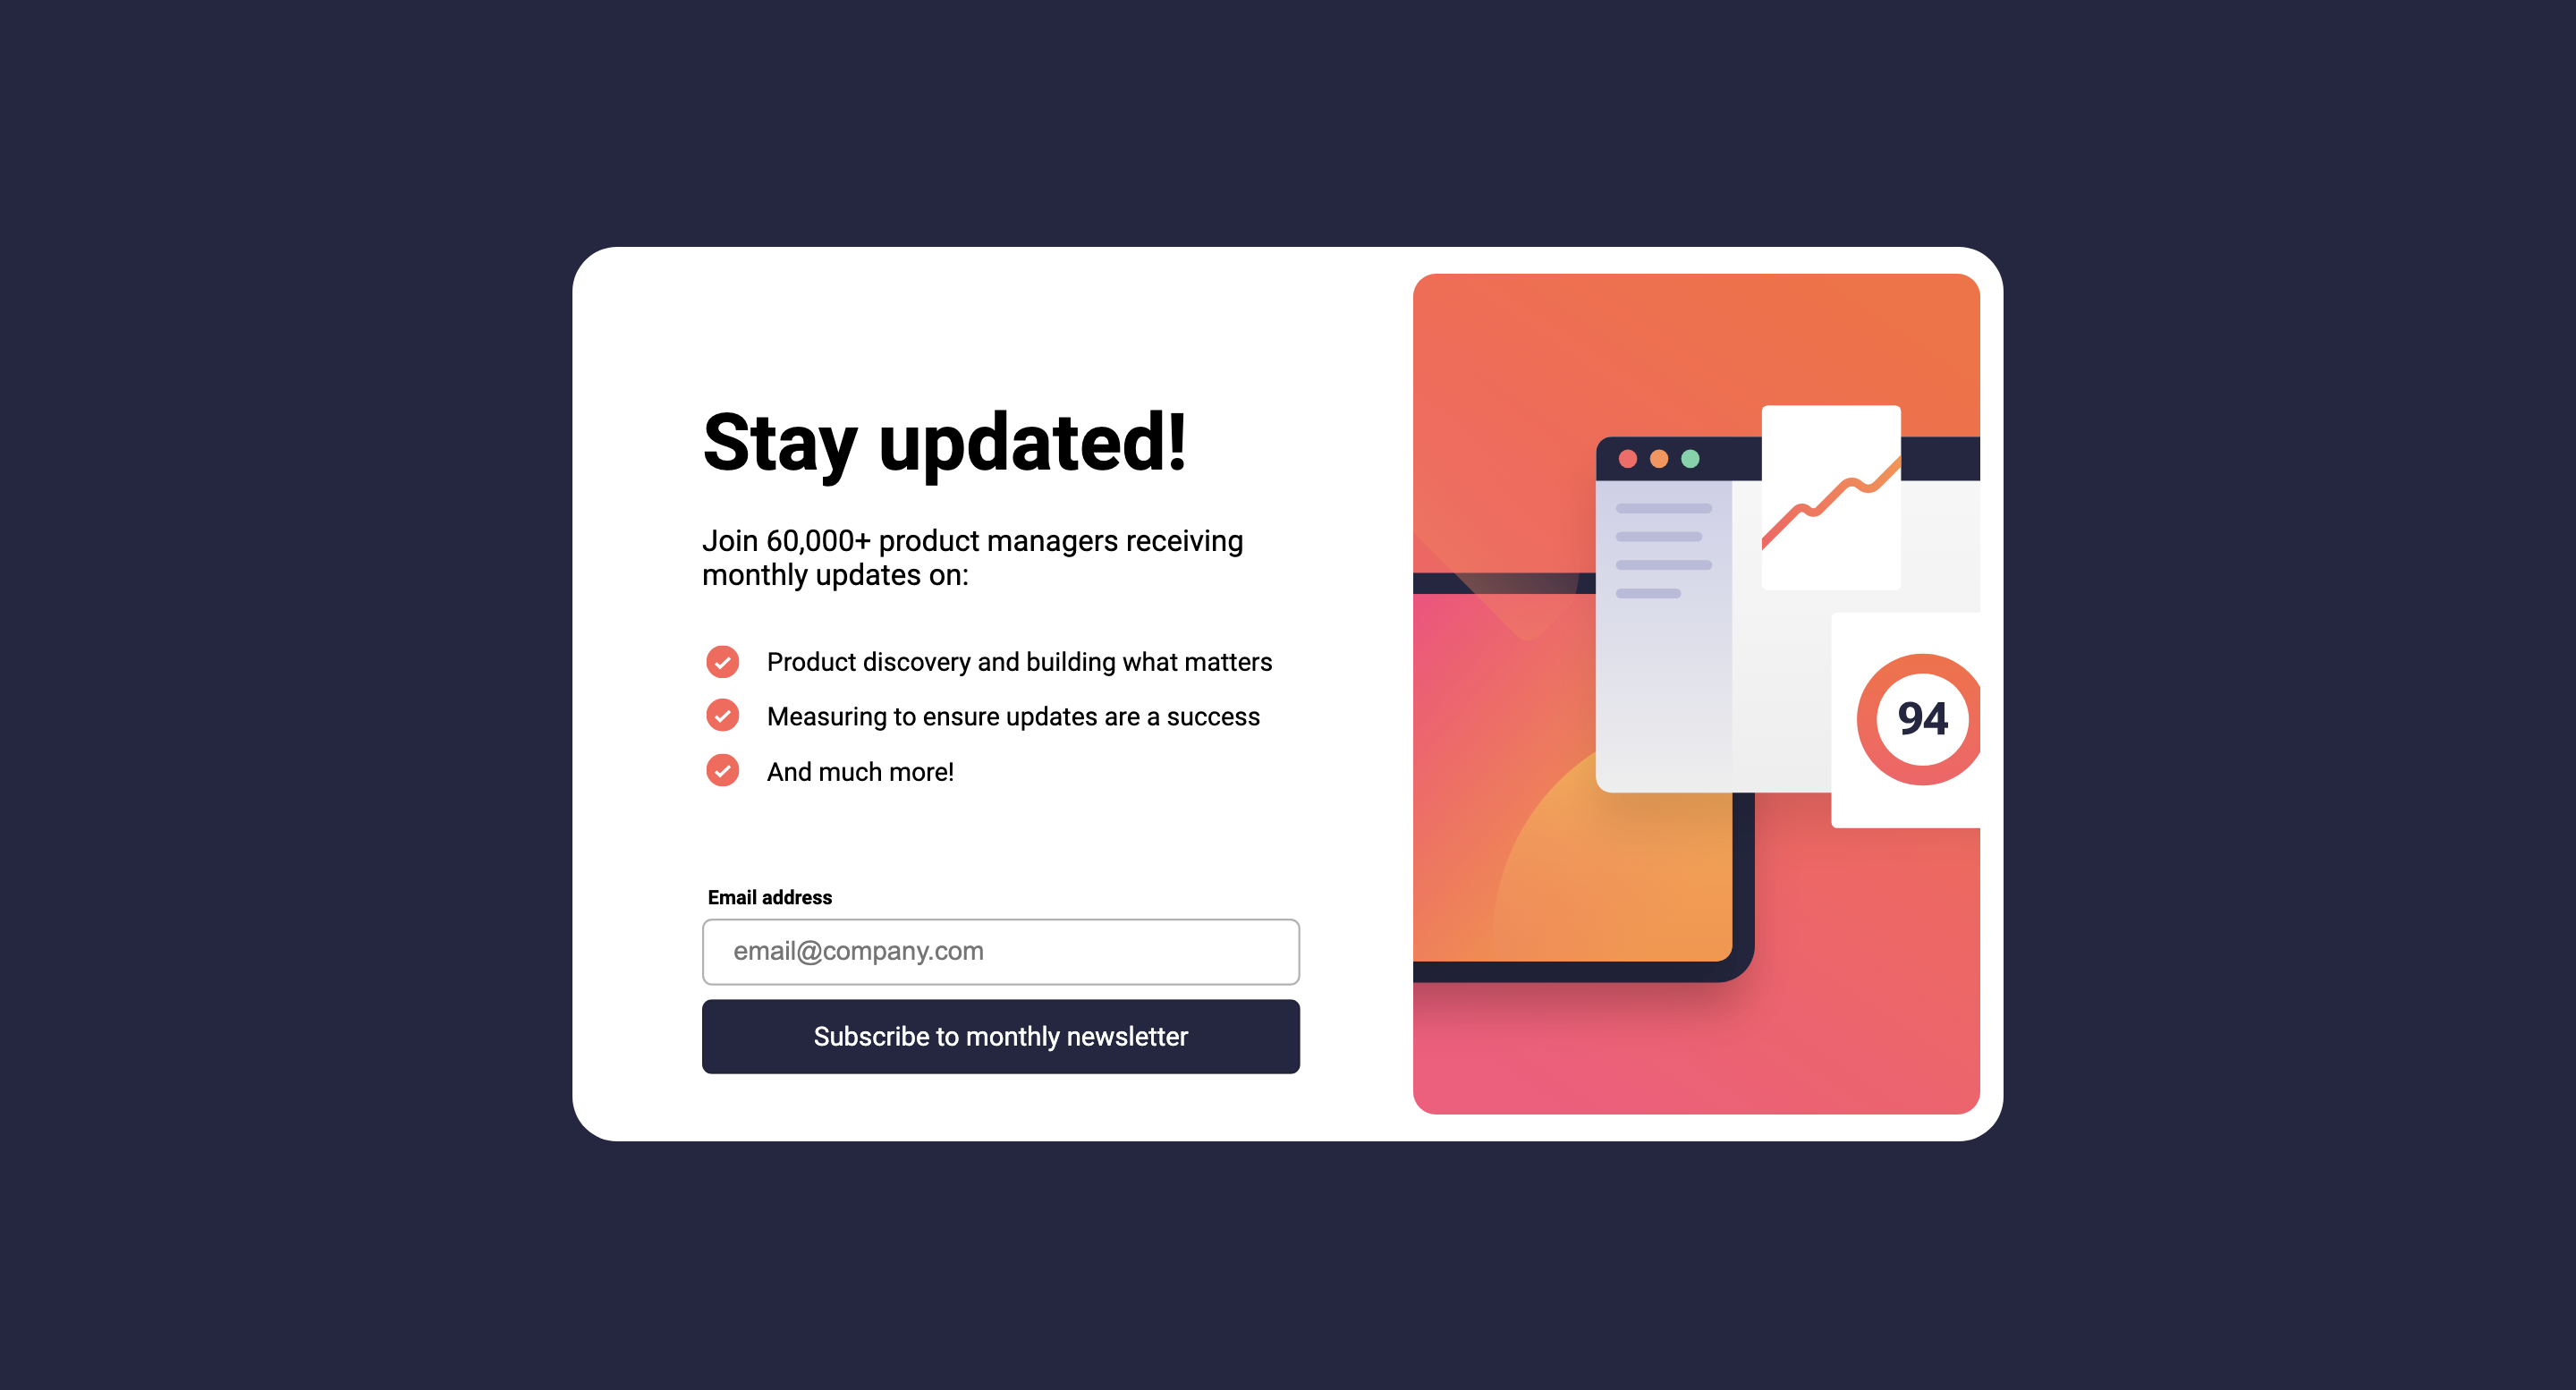 Stay updated!
Join 60,000+ product managers receiving
monthly updates on:
Product discovery and building what matters
Measuring to ensure updates are a success
And much more!
Email address
email@company.com
Subscribe to monthly newsletter
94